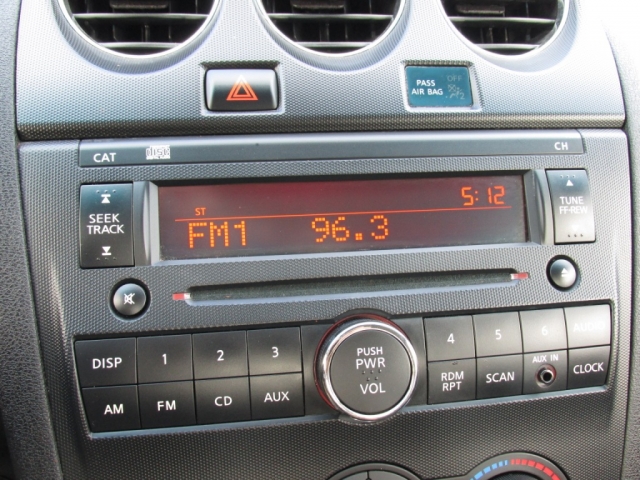 PASS AIR BAG OFF
CAT CH
SEEK TRACK
ST 5:12
FM1 96.3
TUNE FF·REW
DISP 1 2 3
PUSH PWR VOL
4 5 6 AUDIO
AM FM CD AUX
RDM RPT SCAN AUX IN CLOCK